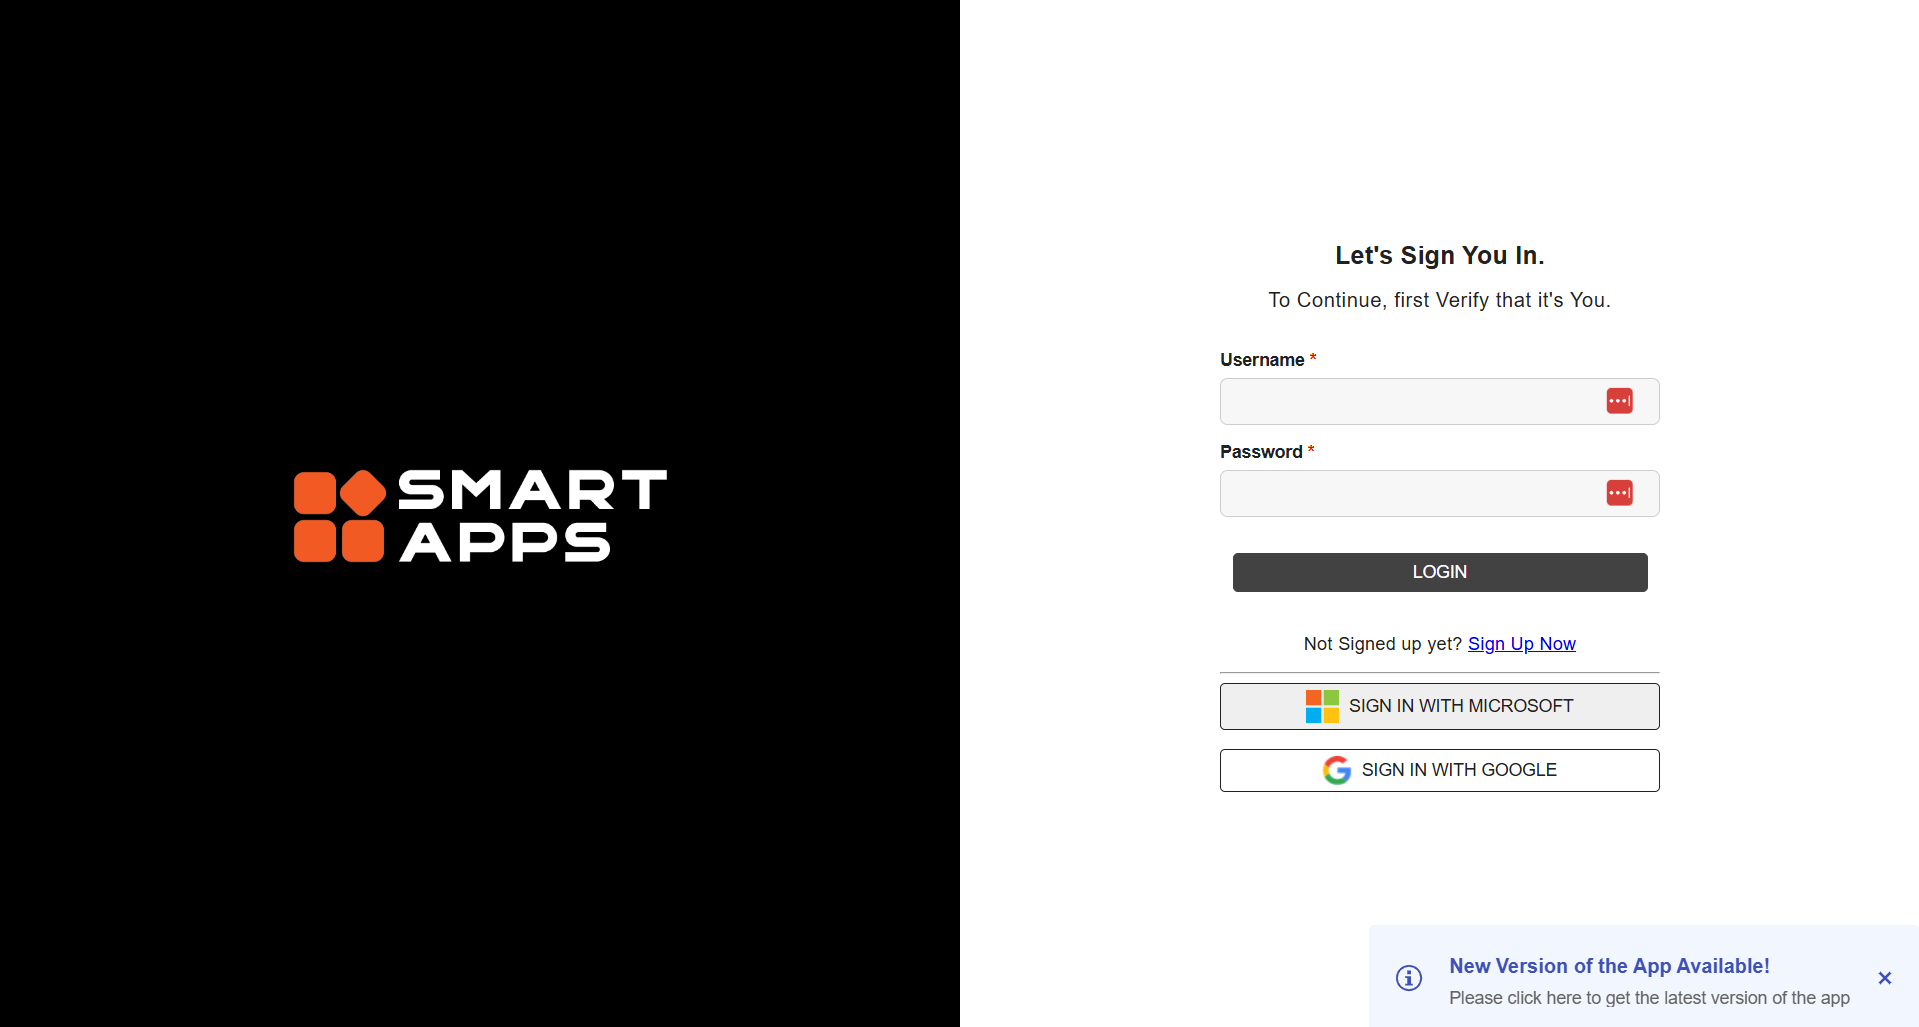 SMART
APPS
Let's Sign You In.
To Continue, first Verify that it's You.
Username *
Password *
LOGIN
Not Signed up yet? Sign Up Now
SIGN IN WITH MICROSOFT
SIGN IN WITH GOOGLE
New Version of the App Available!
Please click here to get the latest version of the app